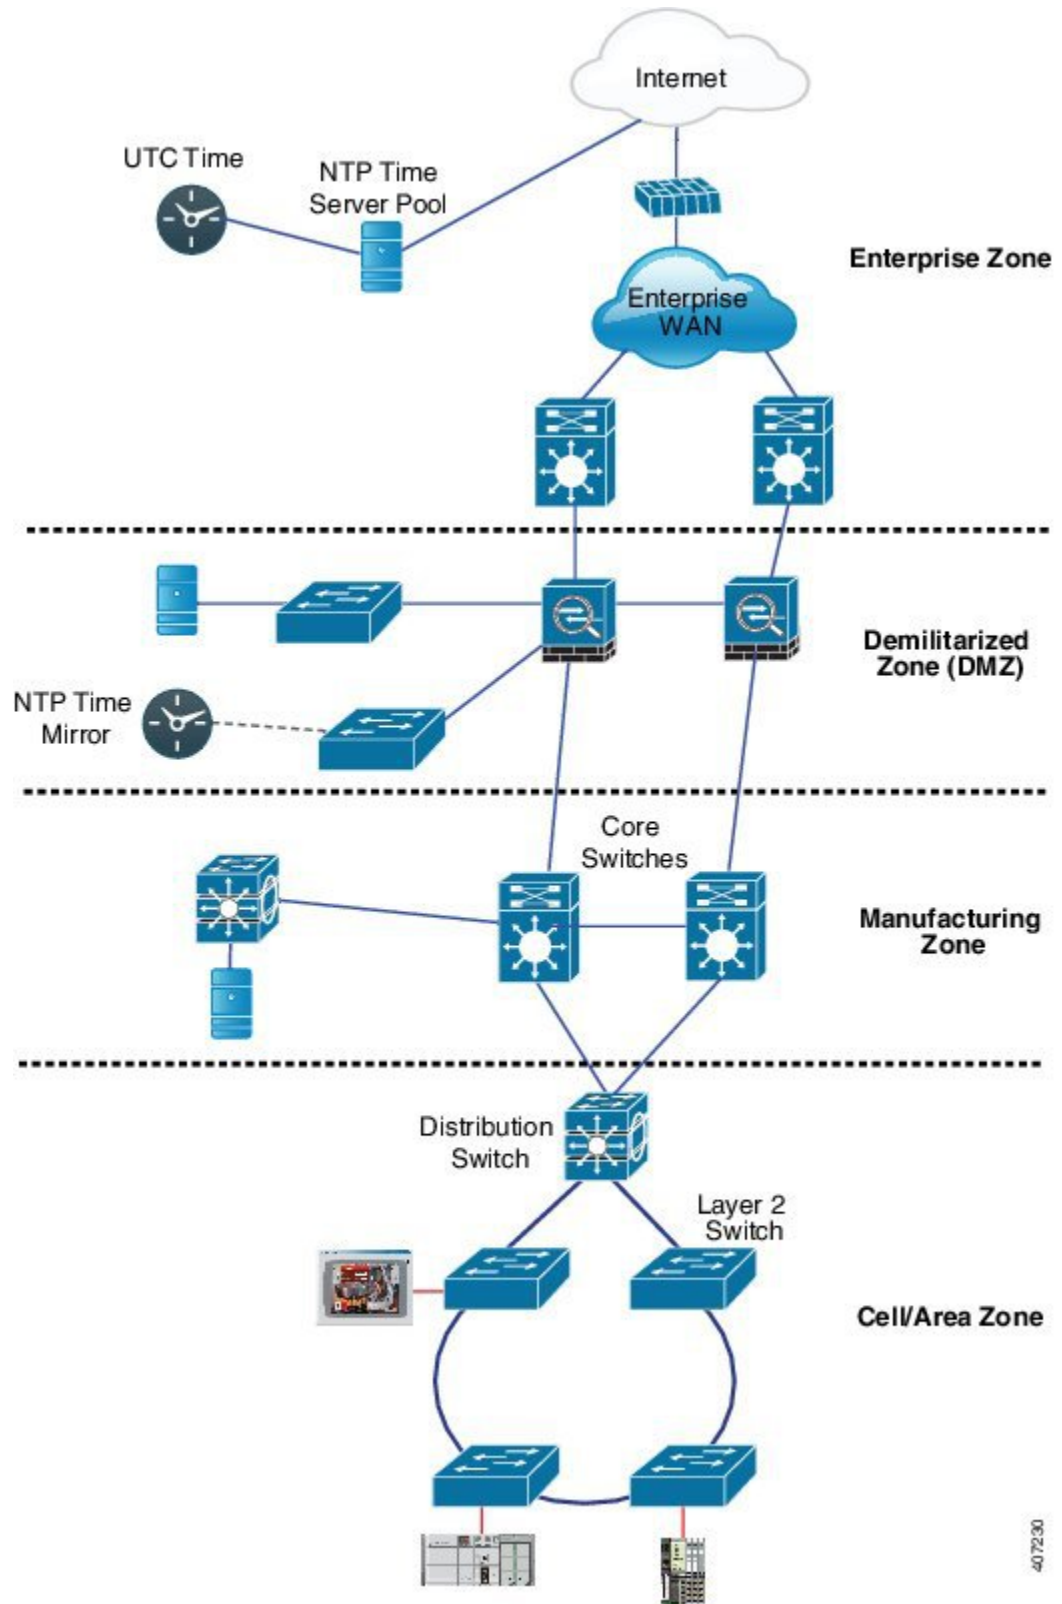 Internet
UTC Time
NTP Time
Server Pool
Enterprise Zone
Enterprise
WAN
Demilitarized
Zone (DMZ)
NTP Time
Mirror
Core
Switches
Manufacturing
Zone
Distribution
Switch
Layer 2
Switch
Cell/Area Zone
407230